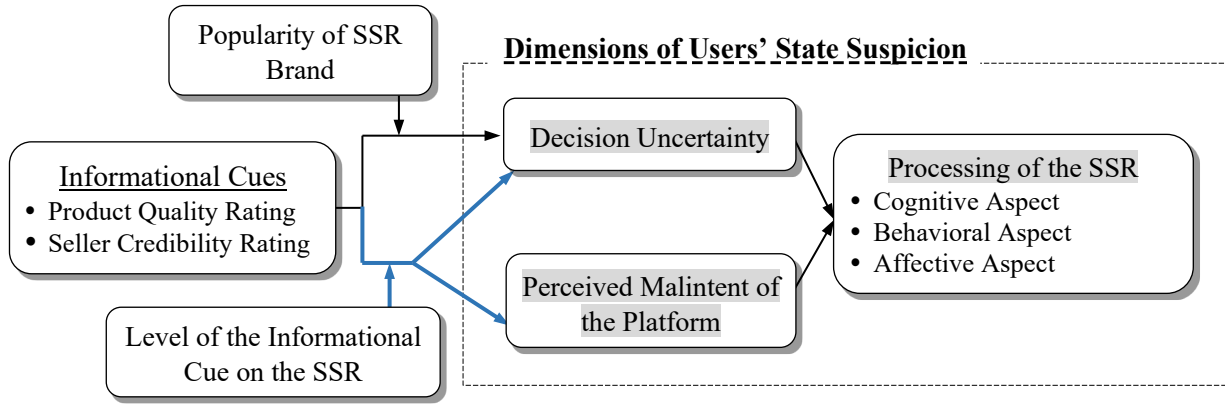 Popularity of SSR
Brand
Dimensions of Users’ State Suspicion
Informational Cues
• Product Quality Rating
• Seller Credibility Rating
Decision Uncertainty
Processing of the SSR
• Cognitive Aspect
• Behavioral Aspect
• Affective Aspect
Perceived Malintent of
the Platform
Level of the Informational
Cue on the SSR